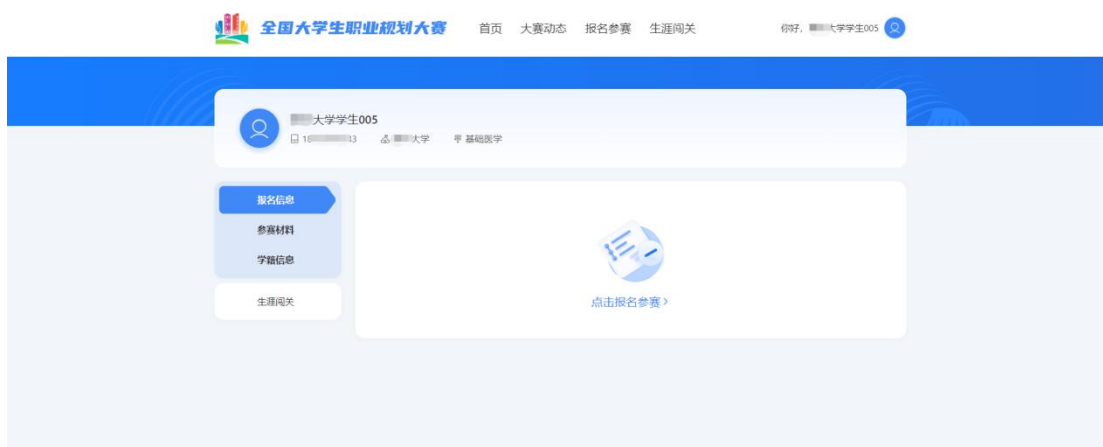 全国大学生职业规划大赛 首页 大赛动态 报名参赛 生涯闯关 你好, 大学学生005
大学学生005
18 13 大学 基础医学
报名信息
参赛材料
学籍信息
生涯闯关
点击报名参赛>